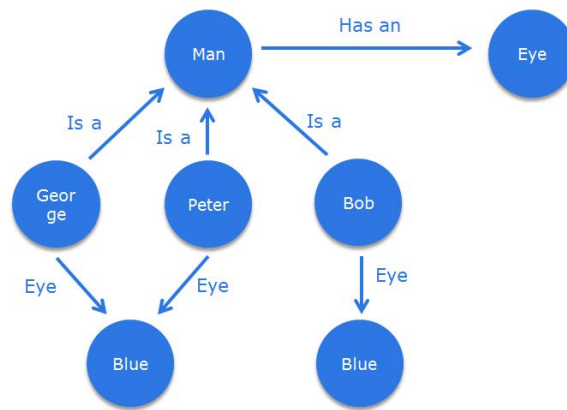 Has an
Man
Eye
Is a
Is a
Is a
Geor
ge
Peter
Bob
Eye
Eye
Eye
Blue
Blue